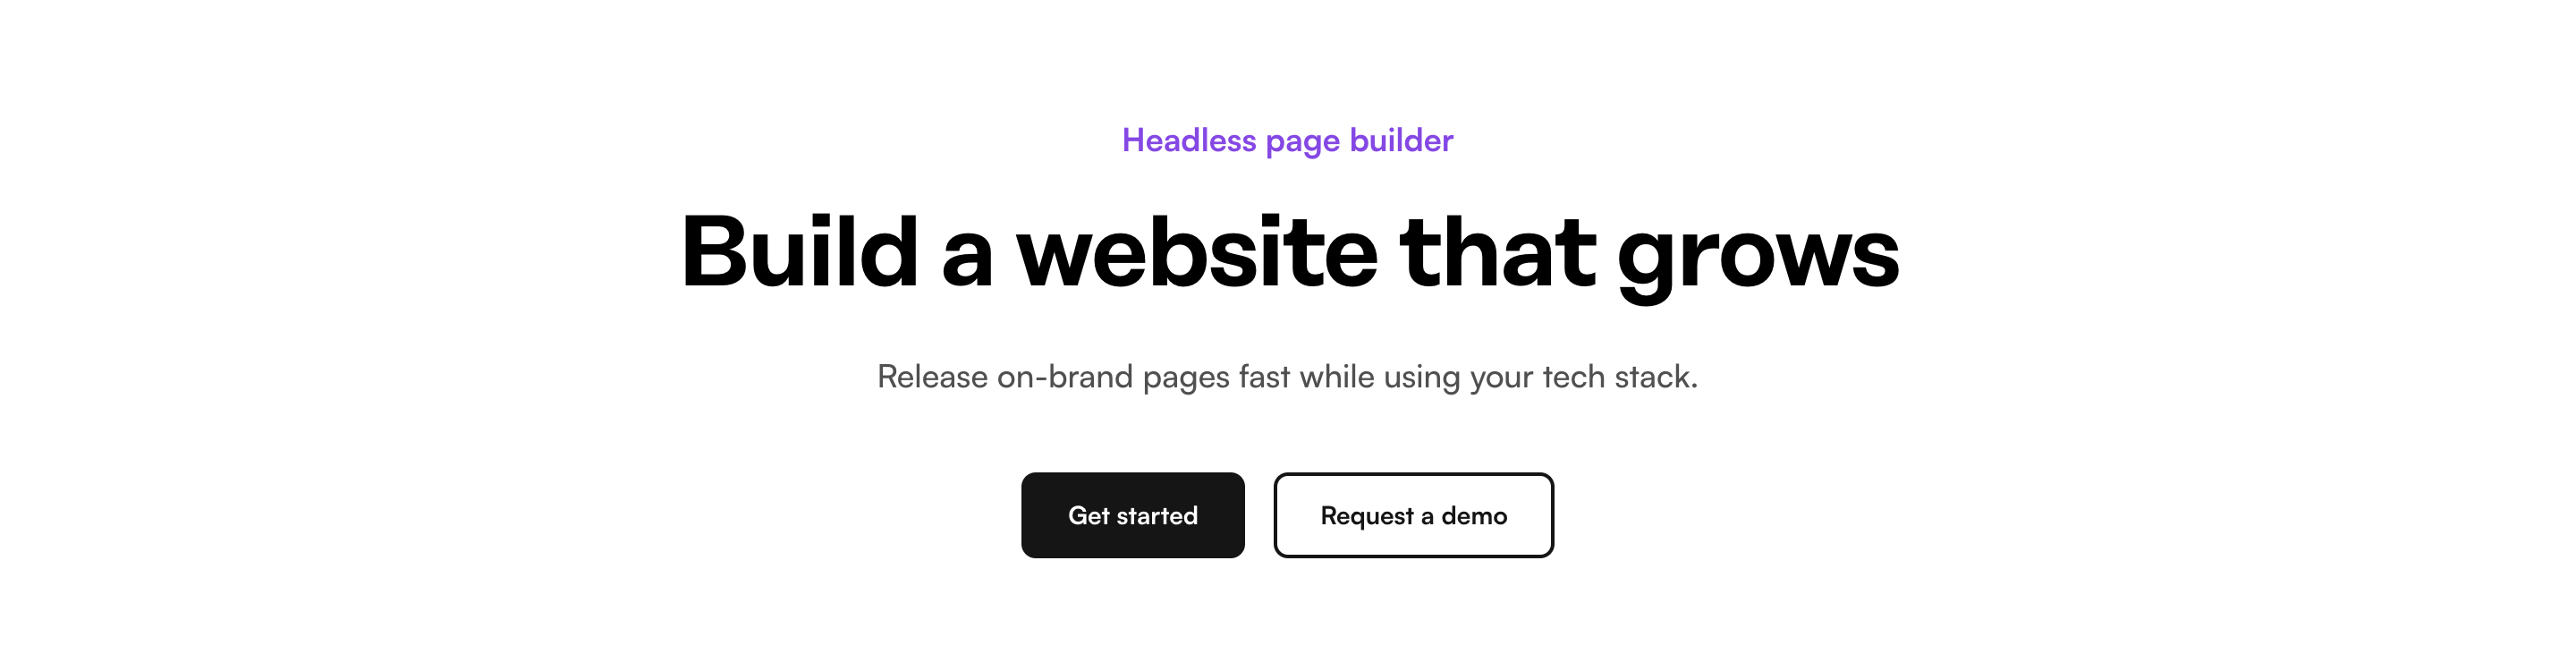 Headless page builder
Build a website that grows
Release on-brand pages fast while using your tech stack.
Get started
Request a demo